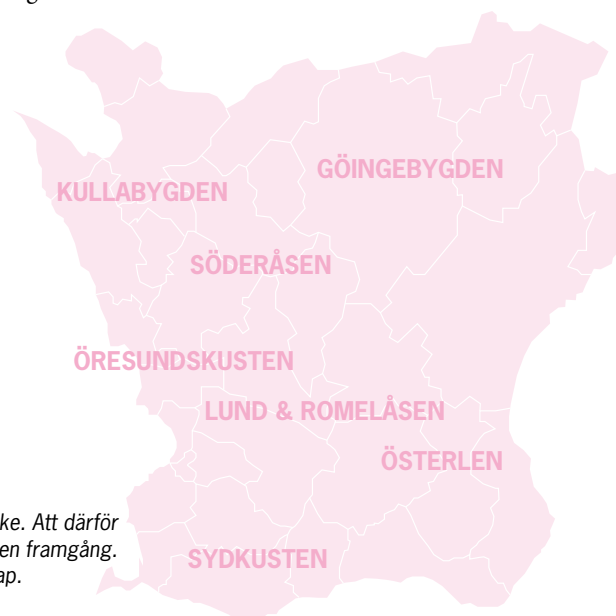 GÖINGEBYGDEN
KULLABYGDEN
SÖDERÅSEN
ÖRESUNDSKUSTEN
LUND & ROMELÅSEN
ÖSTERLEN
ke. Att därför
en framgång.
ap.
SYDKUSTEN